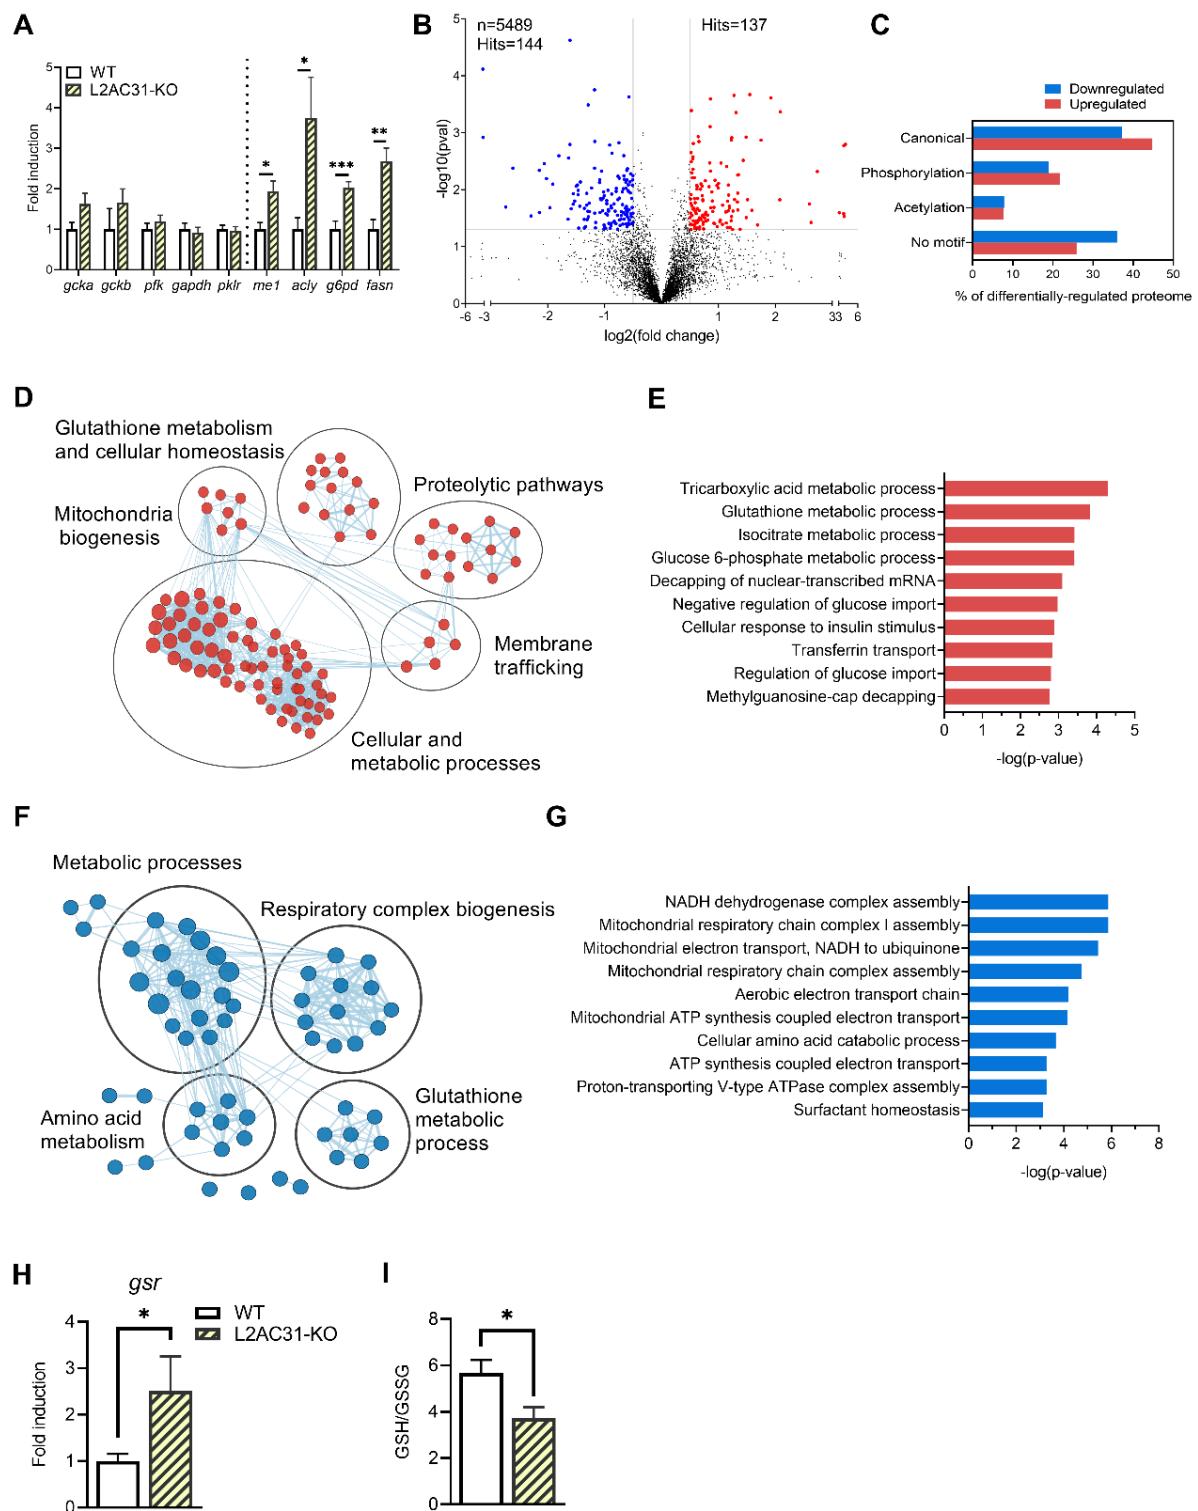 A
WT
L2AC31-KO
Fold induction
5
4
3
2
1
0
*
*
***
**
gcka
gckb
pfk
gapdh
pklr
me1
acly
g6pd
fasn
B
n=5489
Hits=144
Hits=137
-log10(pval)
5
4
3
2
1
0
-6 -3 -2 -1 0 1 2 33 6
log2(fold change)
C
Downregulated
Upregulated
Canonical
Phosphorylation
Acetylation
No motif
0 10 20 30 40 50
% of differentially-regulated proteome
D
Glutathione metabolism
and cellular homeostasis
Mitochondria
biogenesis
Proteolytic pathways
Membrane
trafficking
Cellular and
metabolic processes
E
Tricarboxylic acid metabolic process
Glutathione metabolic process
Isocitrate metabolic process
Glucose 6-phosphate metabolic process
Decapping of nuclear-transcribed mRNA
Negative regulation of glucose import
Cellular response to insulin stimulus
Transferrin transport
Regulation of glucose import
Methylguanosine-cap decapping
0 1 2 3 4 5
-log(p-value)
F
Metabolic processes
Respiratory complex biogenesis
Amino acid
metabolism
Glutathione
metabolic
process
G
NADH dehydrogenase complex assembly
Mitochondrial respiratory chain complex I assembly
Mitochondrial electron transport, NADH to ubiquinone
Mitochondrial respiratory chain complex assembly
Aerobic electron transport chain
Mitochondrial ATP synthesis coupled electron transport
Cellular amino acid catabolic process
ATP synthesis coupled electron transport
Proton-transporting V-type ATPase complex assembly
Surfactant homeostasis
0 2 4 6 8
-log(p-value)
H
gsr
WT
L2AC31-KO
*
Fold induction
4
3
2
1
0
I
*
GSH/GSSG
8
6
4
2
0